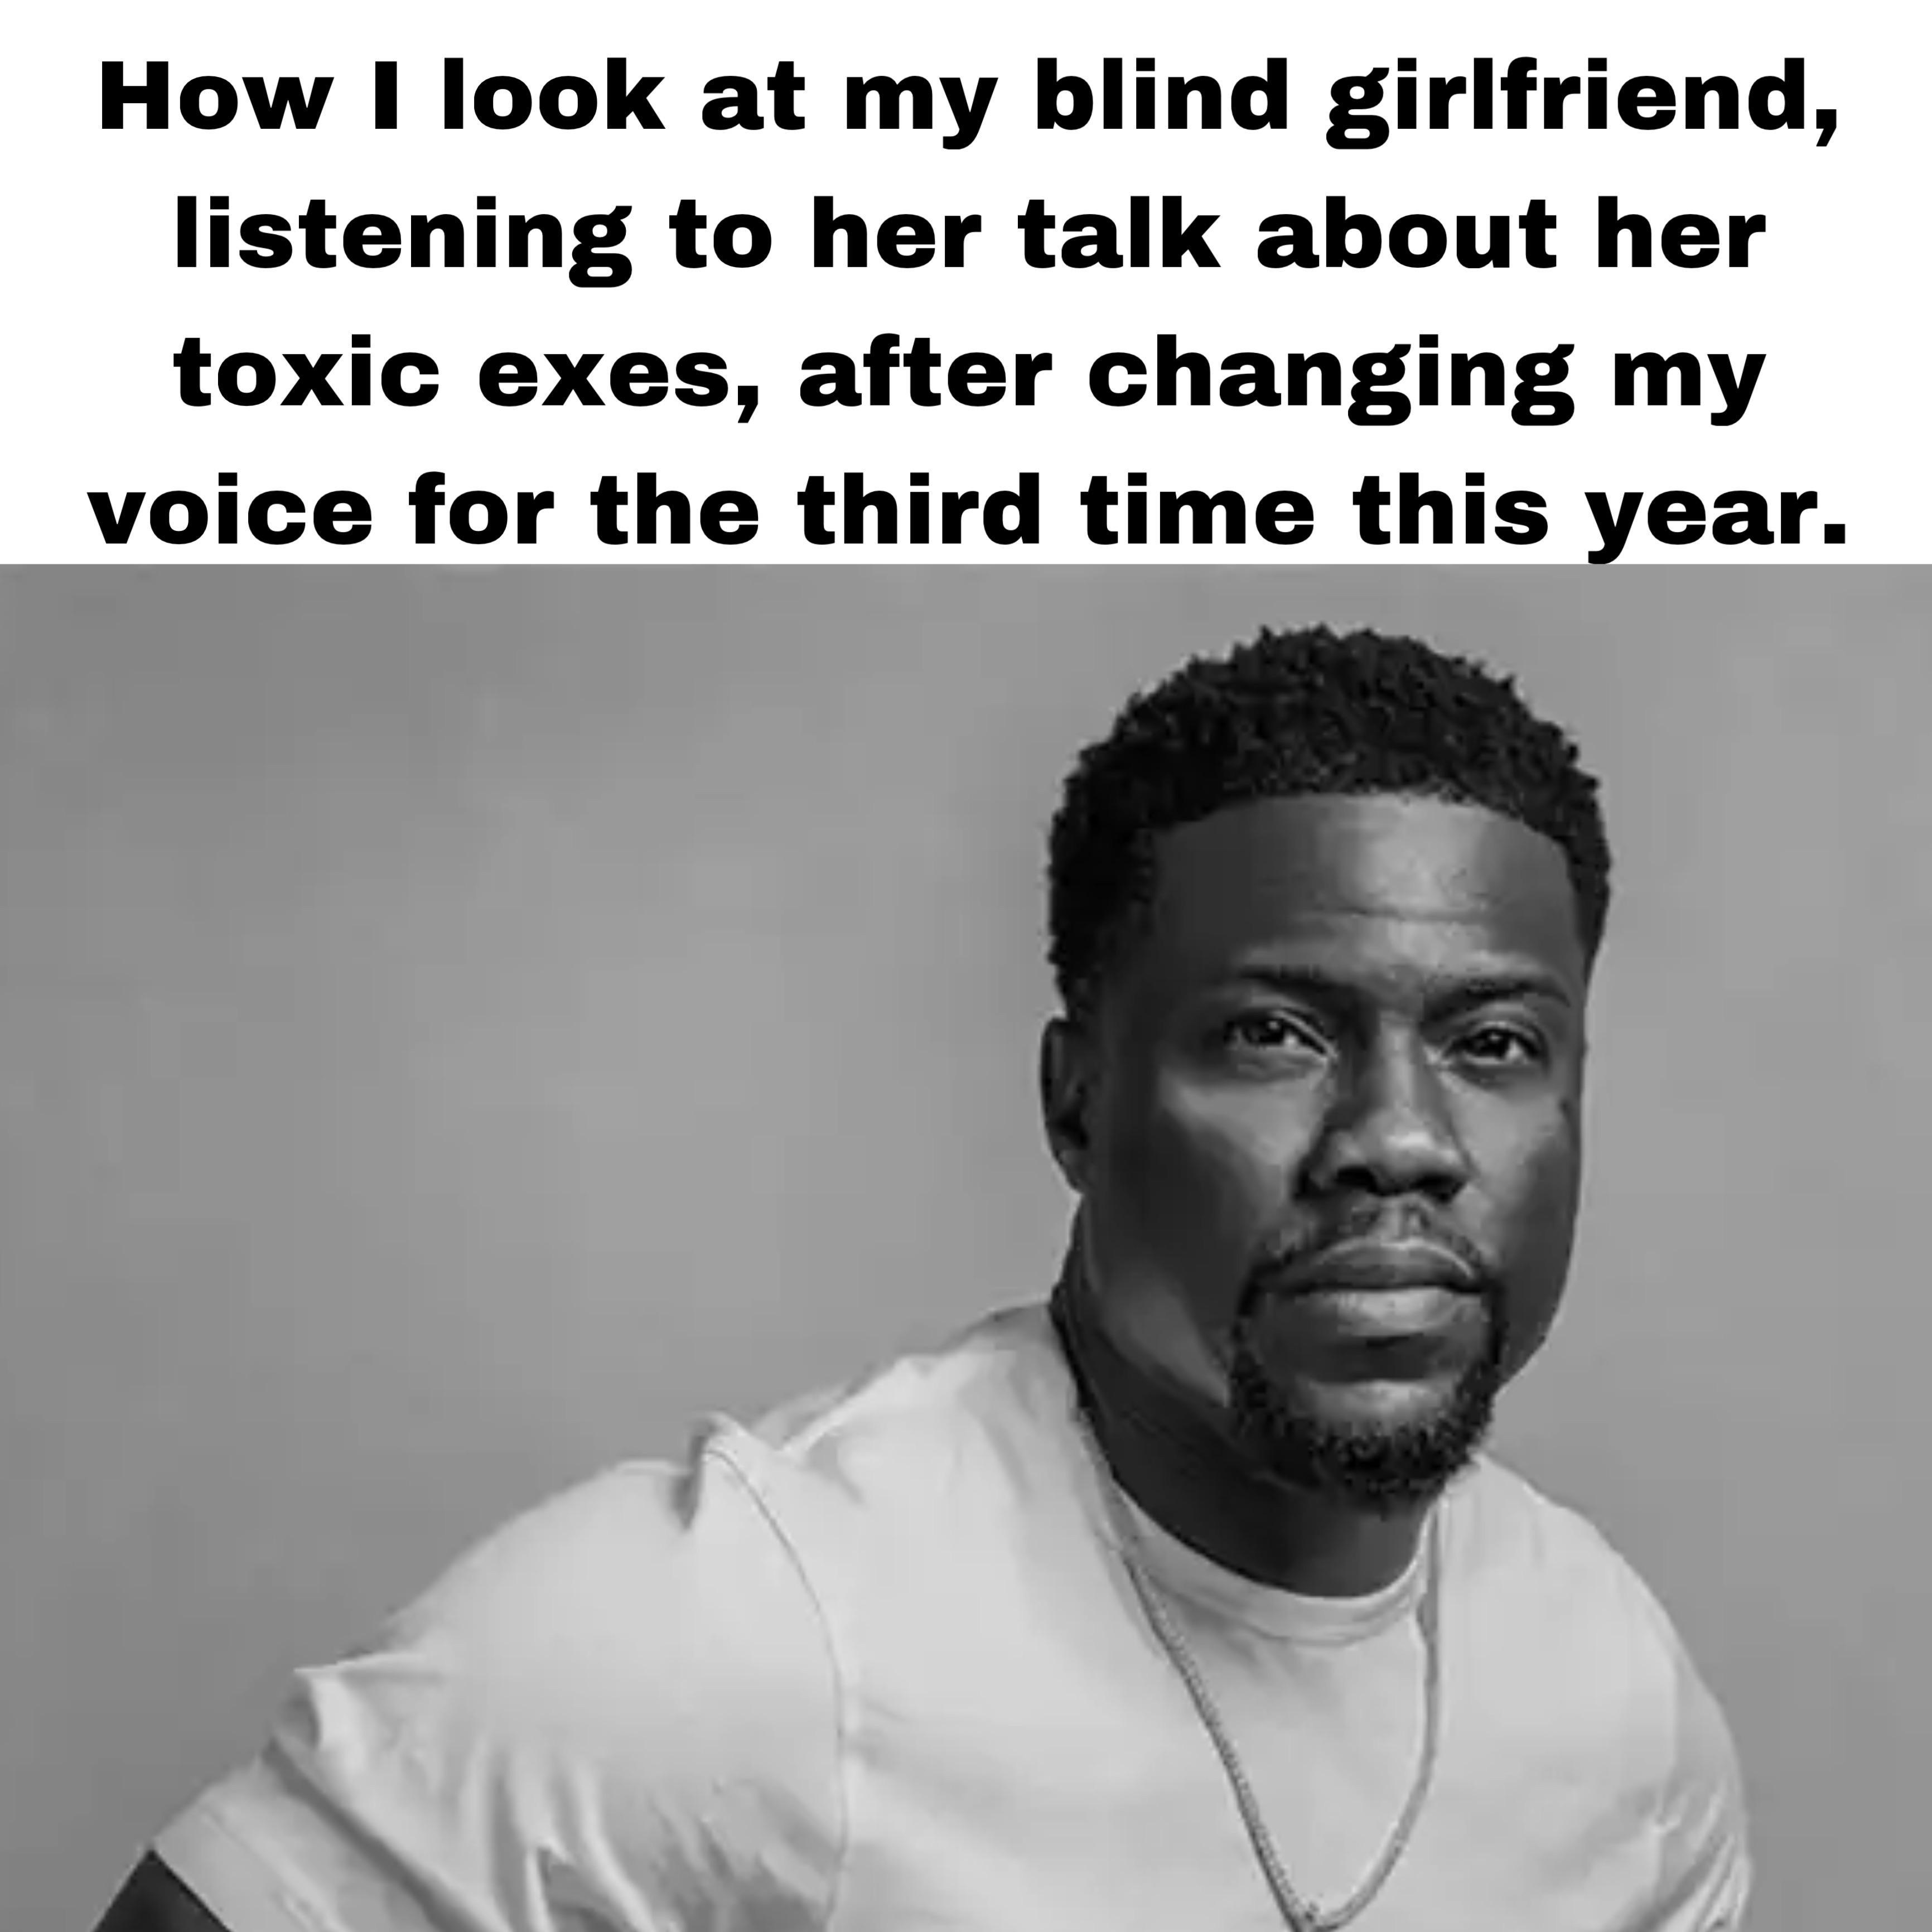 How I look at my blind girlfriend,
listening to her talk about her
toxic exes, after changing my
voice for the third time this year.